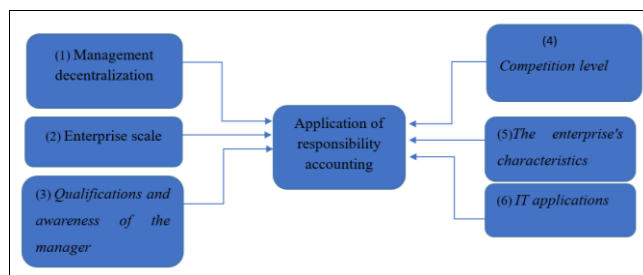 (1) Management
decentralization
(2) Enterprise scale
(3) Qualifications and
awareness of the
manager
Application of
responsibility
accounting
(4)
Competition level
(5)The enterprise's
characteristics
(6) IT applications